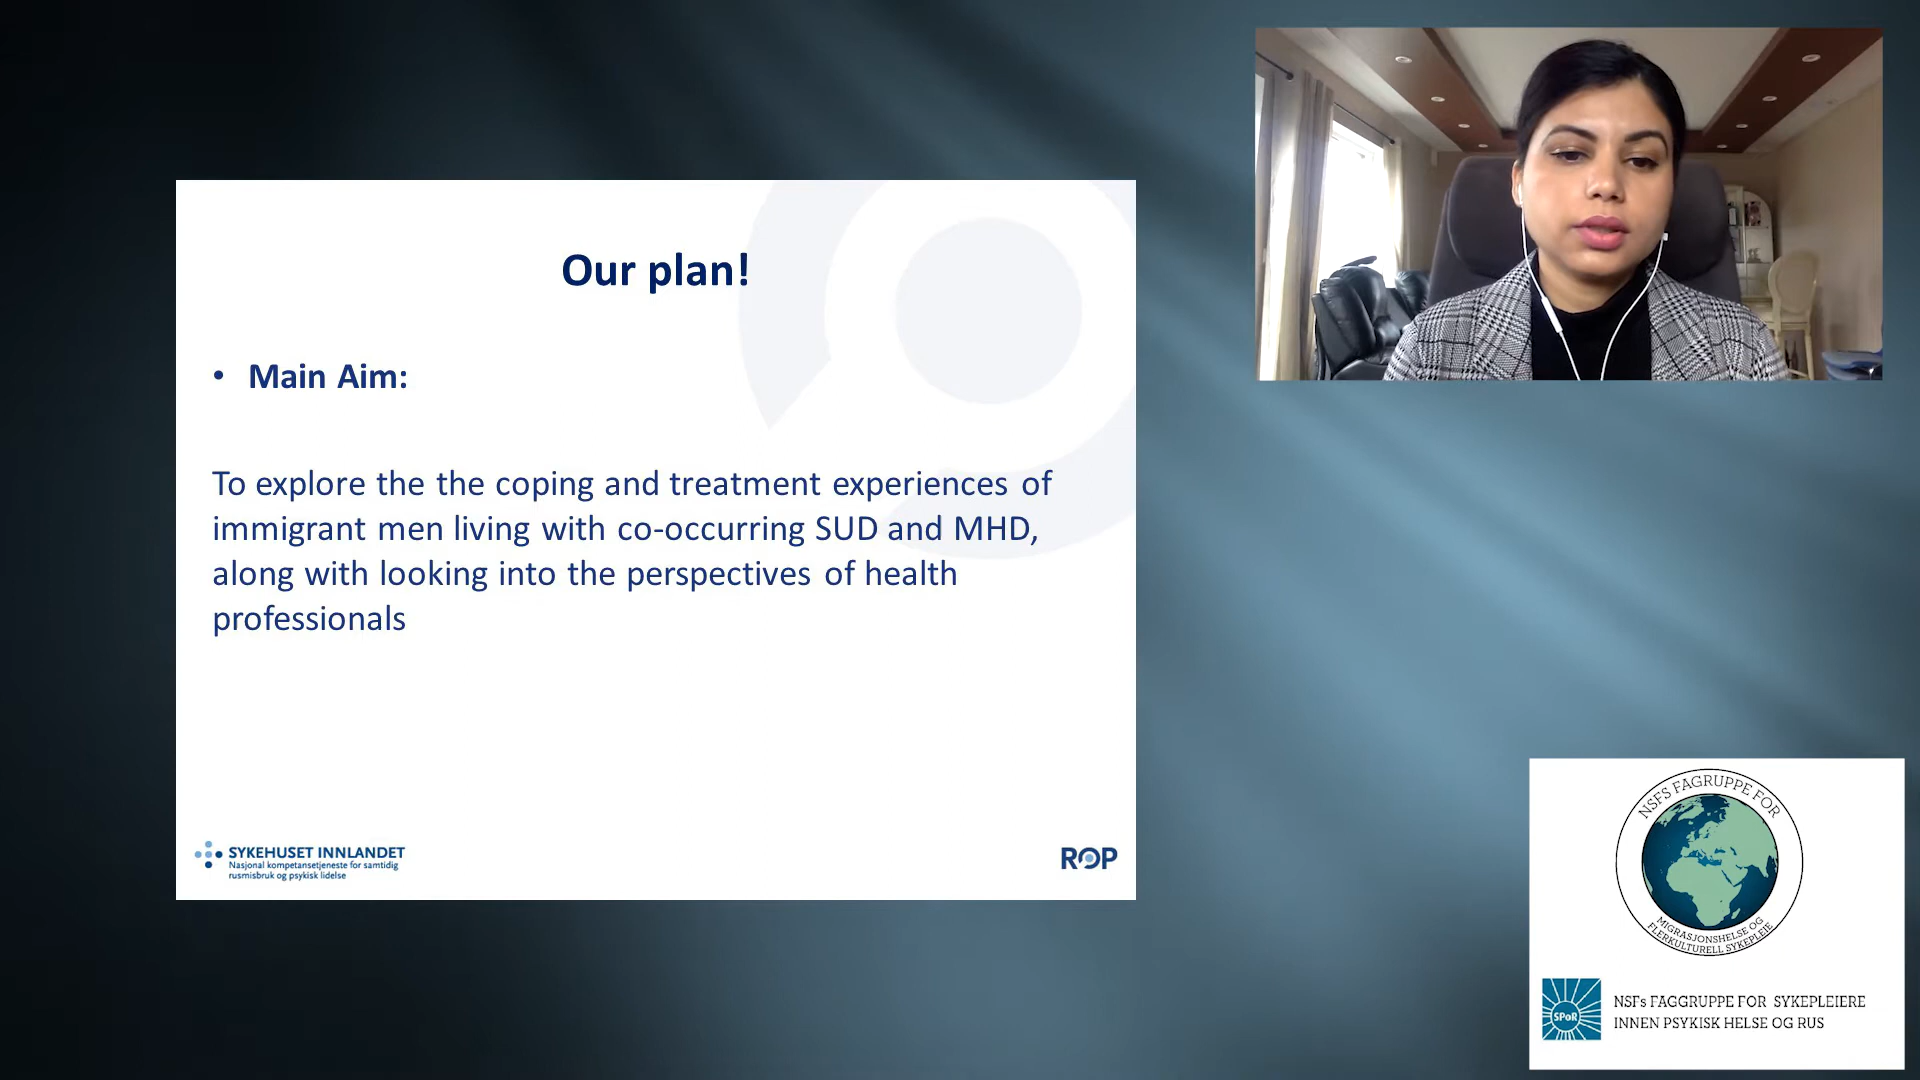 Our plan!
• Main Aim:
To explore the the coping and treatment experiences of
immigrant men living with co-occurring SUD and MHD,
along with looking into the perspectives of health
professionals
SYKEHUSET INNLANDET
Nasjonal kompetansetjeneste for samtidig
rusmisbruk og psykisk lidelse
ROP
NSFS FAGRUPPE FOR
MIGRASJONSHELSE OG
FLERKULTURELL SYKEPLEIE
SPoR
NSFs FAGGRUPPE FOR SYKEPLEIERE
INNEN PSYKISK HELSE OG RUS